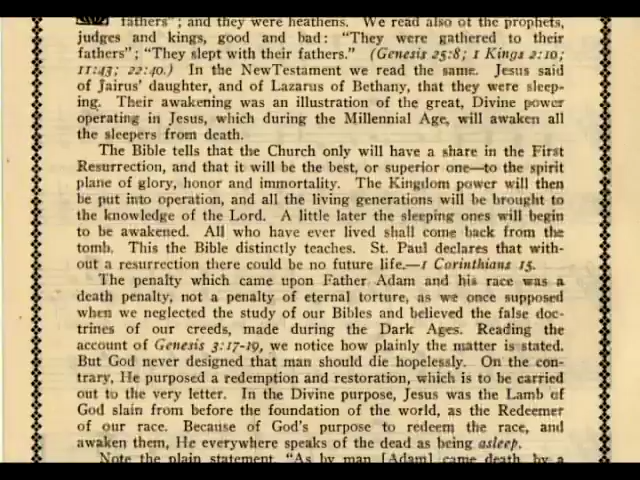 fathers"; and they were heathens. We read also of the prophets,
judges and kings, good and bad: "They were gathered to their
fathers"; "They slept with their fathers." (Genesis 25:8; 1 Kings 2:10;
11:43; 22:40.) In the New Testament we read the same. Jesus said
of Jairus' daughter, and of Lazarus of Bethany, that they were sleep-
ing. Their awakening was an illustration of the great, Divine power
operating in Jesus, which during the Millennial Age, will awaken all
the sleepers from death.
The Bible tells that the Church only will have a share in the First
Resurrection, and that it will be the best, or superior one—to the spirit
plane of glory, honor and immortality. The Kingdom power will then
be put into operation, and all the living generations will be brought to
the knowledge of the Lord. A little later the sleeping ones will begin
to be awakened. All who have ever lived shall come back from the
tomb. This the Bible distinctly teaches. St. Paul declares that with-
out a resurrection there could be no future life.—1 Corinthians 15.
The penalty which came upon Father Adam and his race was a
death penalty, not a penalty of eternal torture, as we once supposed
when we neglected the study of our Bibles and believed the false doc-
trines of our creeds, made during the Dark Ages. Reading the
account of Genesis 3:17-19, we notice how plainly the matter is stated.
But God never designed that man should die hopelessly. On the con-
trary, He purposed a redemption and restoration, which is to be carried
out to the very letter. In the Divine purpose, Jesus was the Lamb of
God slain from before the foundation of the world, as the Redeemer
of our race. Because of God's purpose to redeem the race, and
awaken them, He everywhere speaks of the dead as being asleep.
Note the plain statement, "As by man [Adam] came death, by a